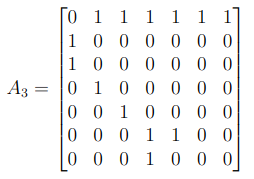 0 1 1 1 1 1 1
1 0 0 0 0 0 0
1 0 0 0 0 0 0
A₃ = 0 1 0 0 0 0 0
0 0 1 0 0 0 0
0 0 0 1 1 0 0
0 0 0 1 0 0 0